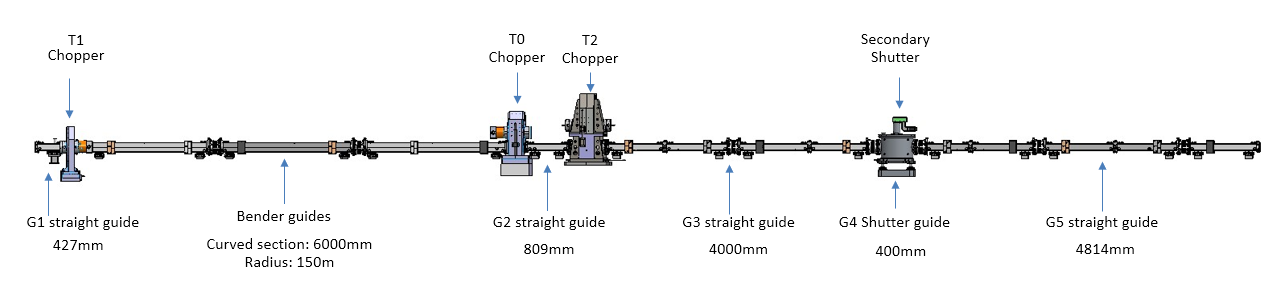 T1
Chopper
T0
Chopper
T2
Chopper
Secondary
Shutter
G1 straight guide
427mm
Bender guides
Curved section: 6000mm
Radius: 150m
G2 straight guide
809mm
G3 straight guide
4000mm
G4 Shutter guide
400mm
G5 straight guide
4814mm